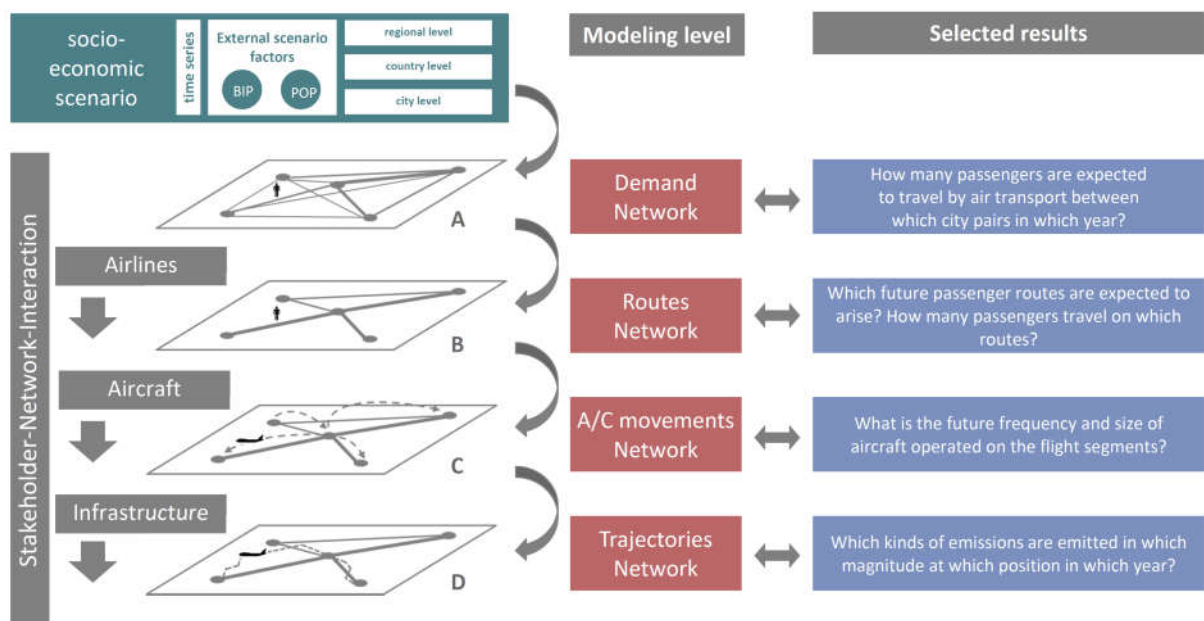 socio-
economic
scenario
time series
External scenario
factors
BIP
POP
regional level
country level
city level
Modeling level
Selected results
Stakeholder-Network-Interaction
A
Demand
Network
How many passengers are expected
to travel by air transport between
which city pairs in which year?
Airlines
B
Routes
Network
Which future passenger routes are expected to
arise? How many passengers travel on which
routes?
Aircraft
C
A/C movements
Network
What is the future frequency and size of
aircraft operated on the flight segments?
Infrastructure
D
Trajectories
Network
Which kinds of emissions are emitted in which
magnitude at which position in which year?